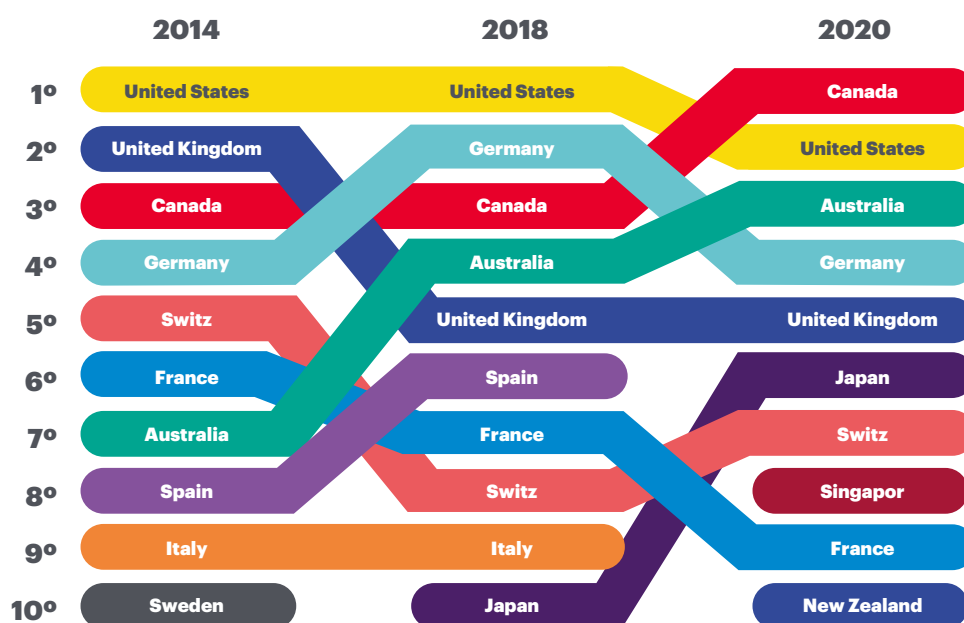 2014 2018 2020
1º United States United States Canada
2º United Kingdom Germany United States
3º Canada Canada Australia
4º Germany Australia Germany
5º Switz United Kingdom United Kingdom
6º France Spain Japan
7º Australia France Switz
8º Spain Switz Singapor
9º Italy Italy France
10º Sweden Japan New Zealand